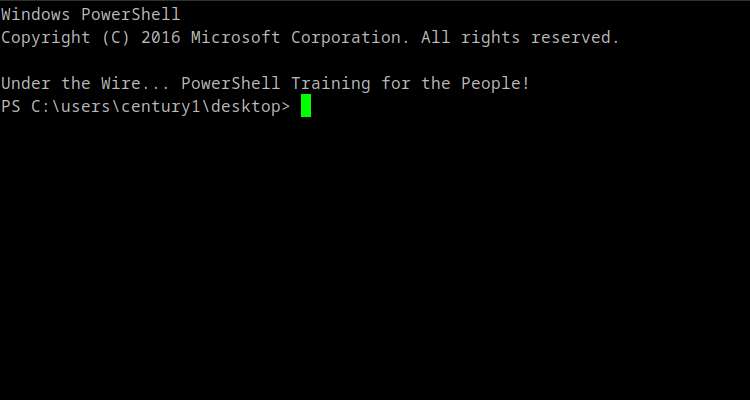 Windows PowerShell
Copyright (C) 2016 Microsoft Corporation. All rights reserved.
Under the Wire... PowerShell Training for the People!
PS C:\users\century1\desktop>